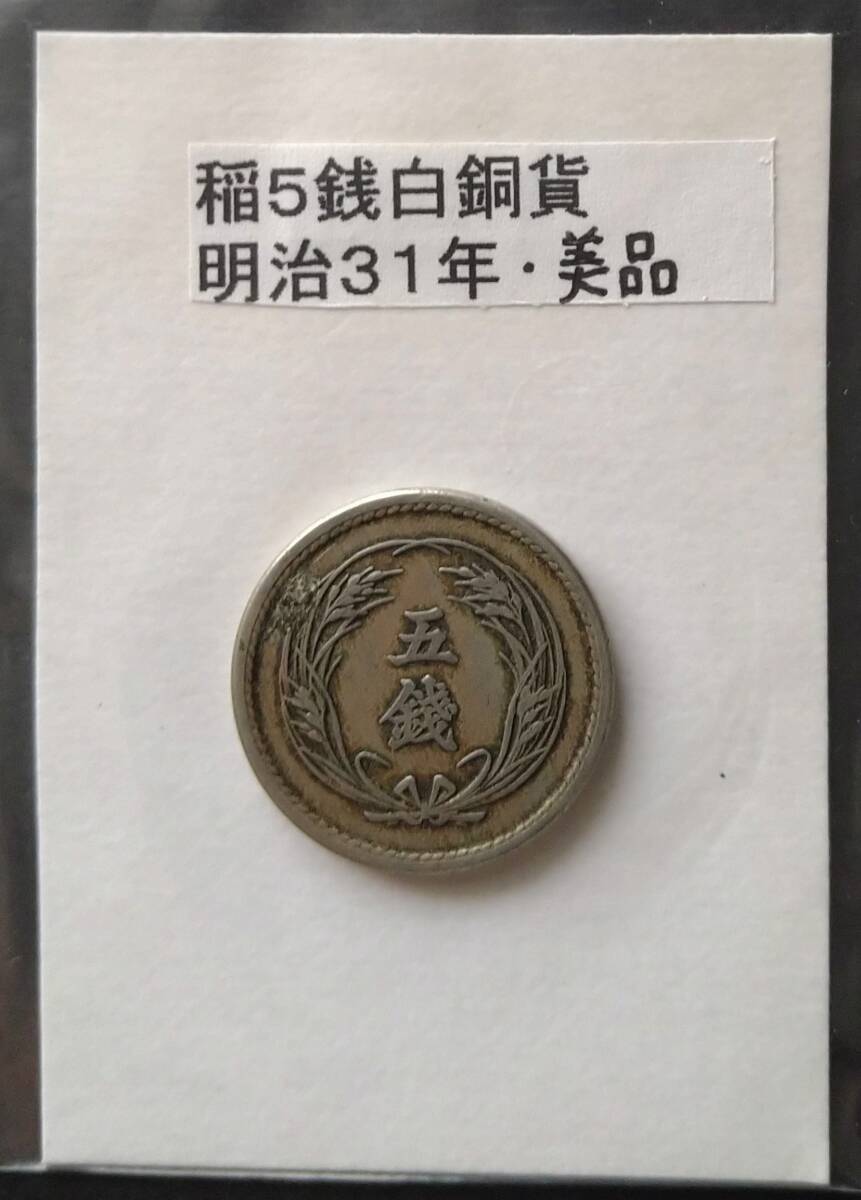 稲5銭白銅貨
明治31年・美品
五
錢